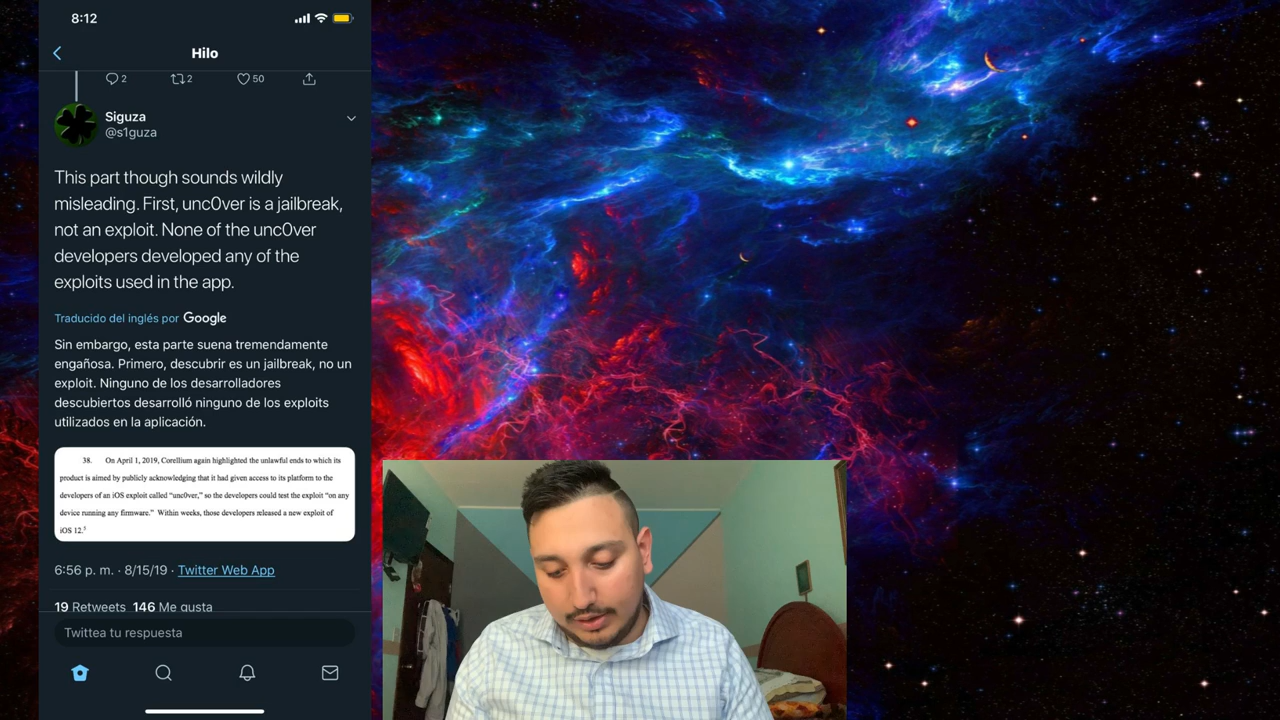 8:12
Hilo
2 2 50
Siguza
@s1guza
This part though sounds wildly
misleading. First, unc0ver is a jailbreak,
not an exploit. None of the unc0ver
developers developed any of the
exploits used in the app.
Traducido del inglés por Google
Sin embargo, esta parte suena tremendamente
engañosa. Primero, descubrir es un jailbreak, no un
exploit. Ninguno de los desarrolladores
descubiertos desarrolló ninguno de los exploits
utilizados en la aplicación.
38. On April 1, 2019, Corellium again highlighted the unlawful ends to which its
product is aimed by publicly acknowledging that it had given access to its platform to the
developers of an iOS exploit called “unc0ver,” so the developers could test the exploit “on any
device running any firmware.” Within weeks, those developers released a new exploit of
iOS 12.5
6:56 p. m. · 8/15/19 · Twitter Web App
19 Retweets 146 Me gusta
Twittea tu respuesta